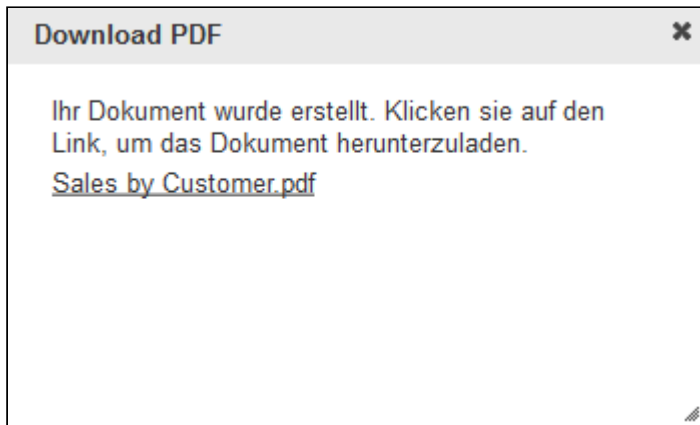 Download PDF
Ihr Dokument wurde erstellt. Klicken sie auf den
Link, um das Dokument herunterzuladen.
Sales by Customer.pdf